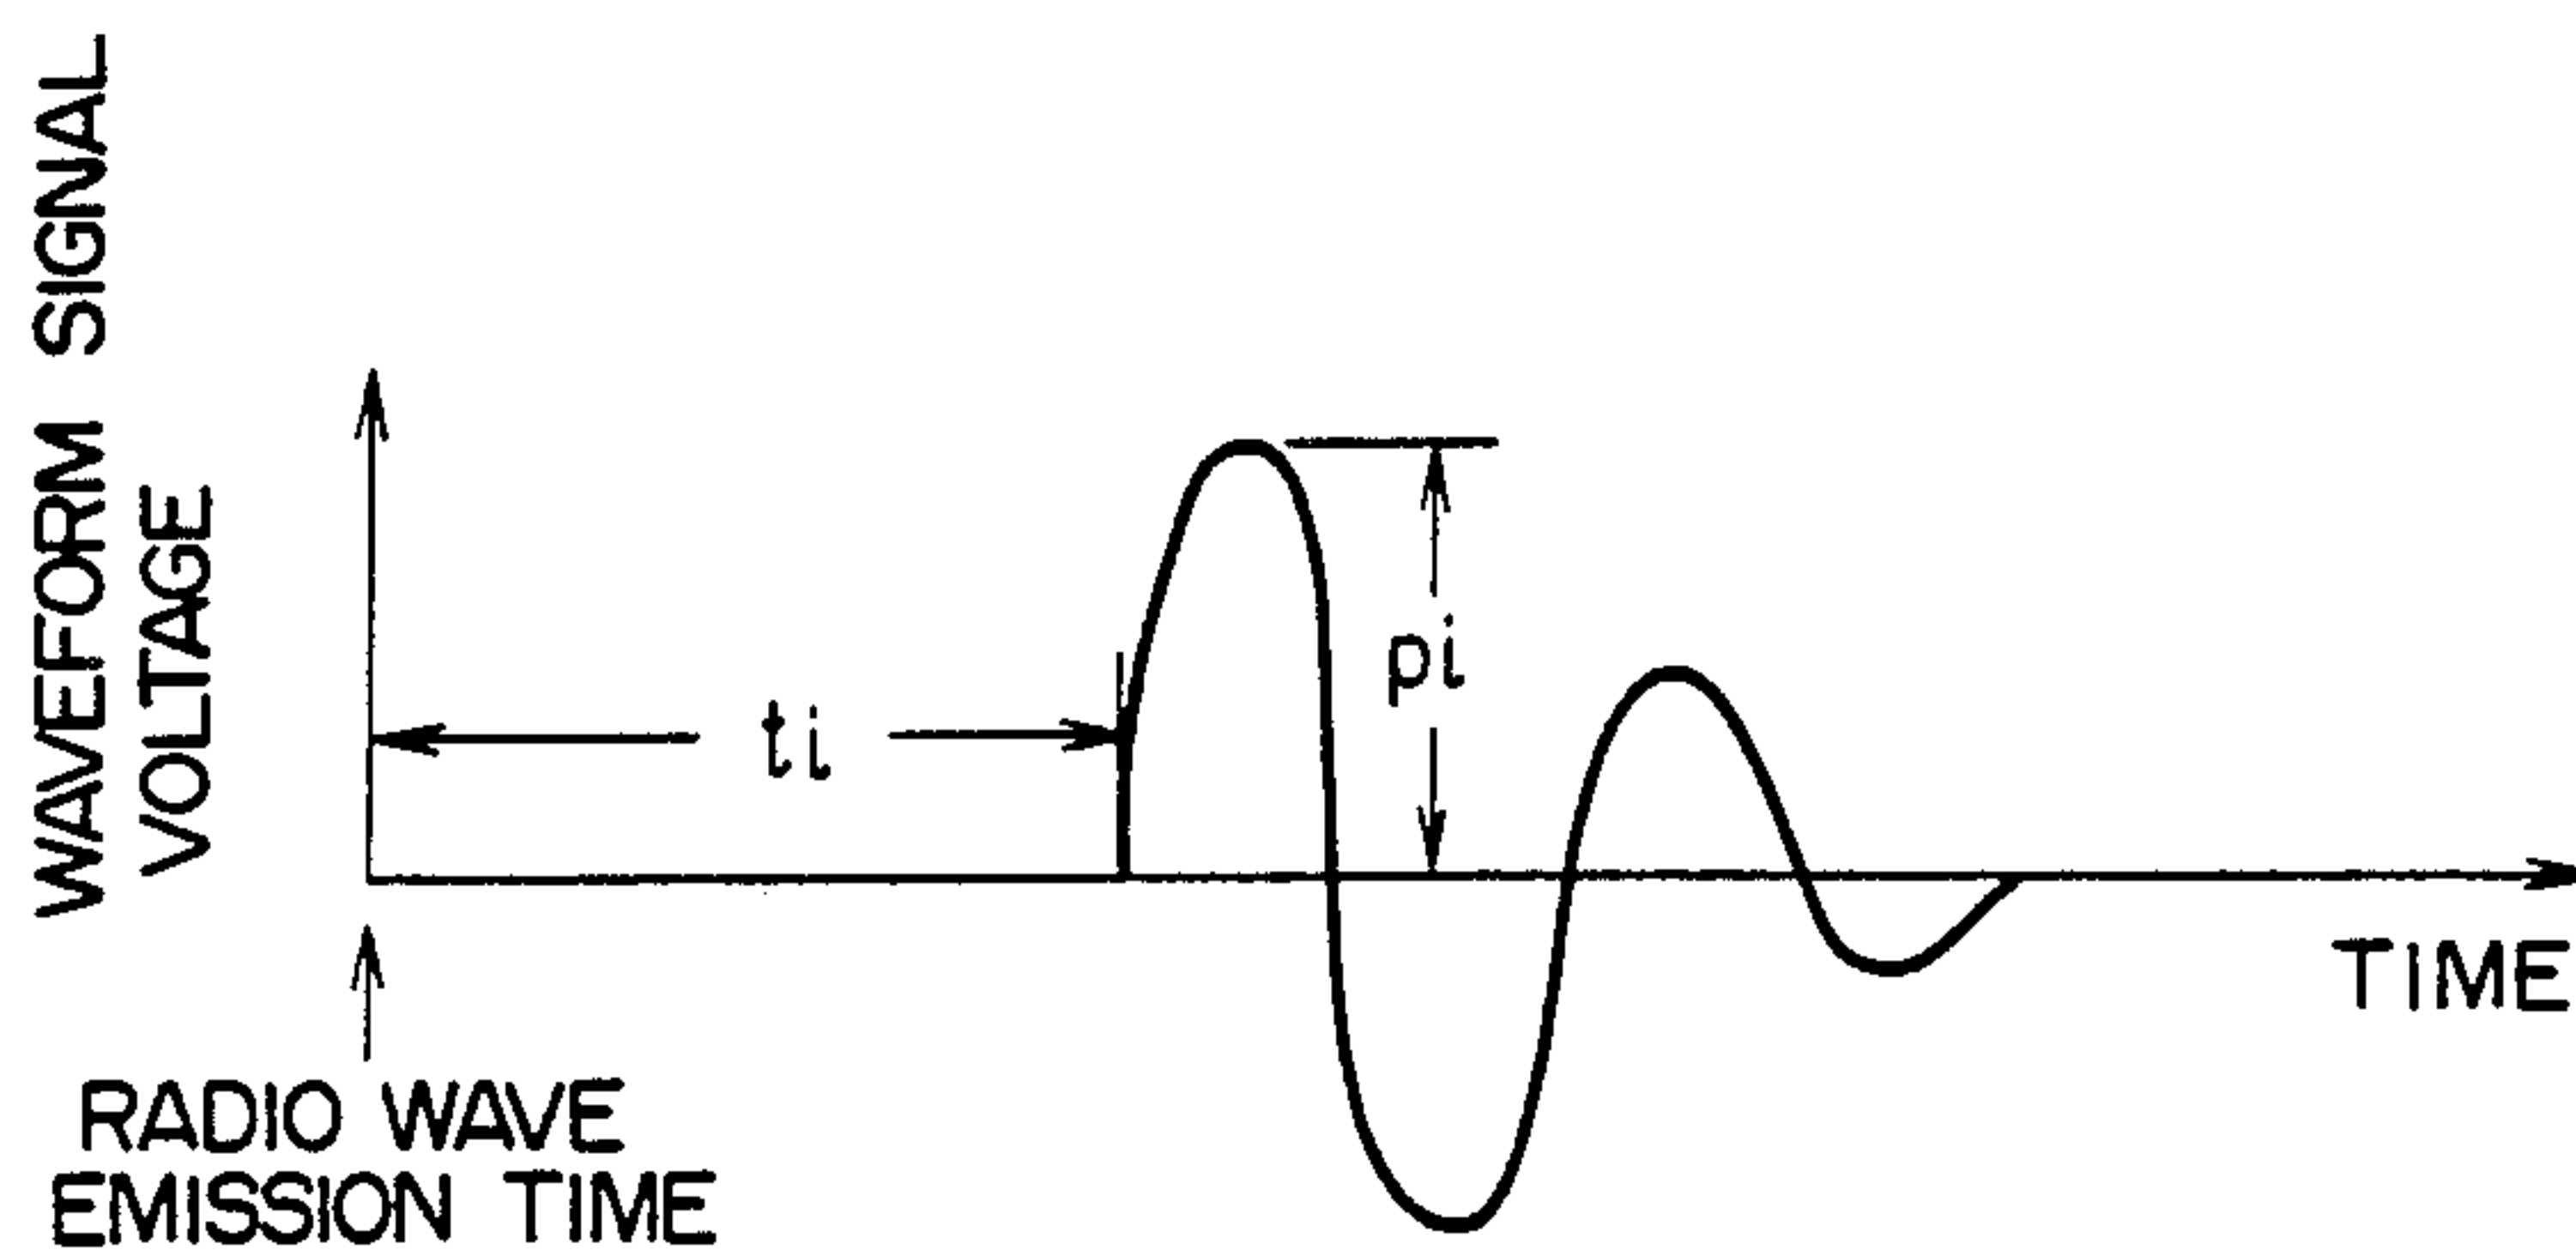 WAVEFORM SIGNAL
VOLTAGE
ti
pi
TIME
RADIO WAVE
EMISSION TIME